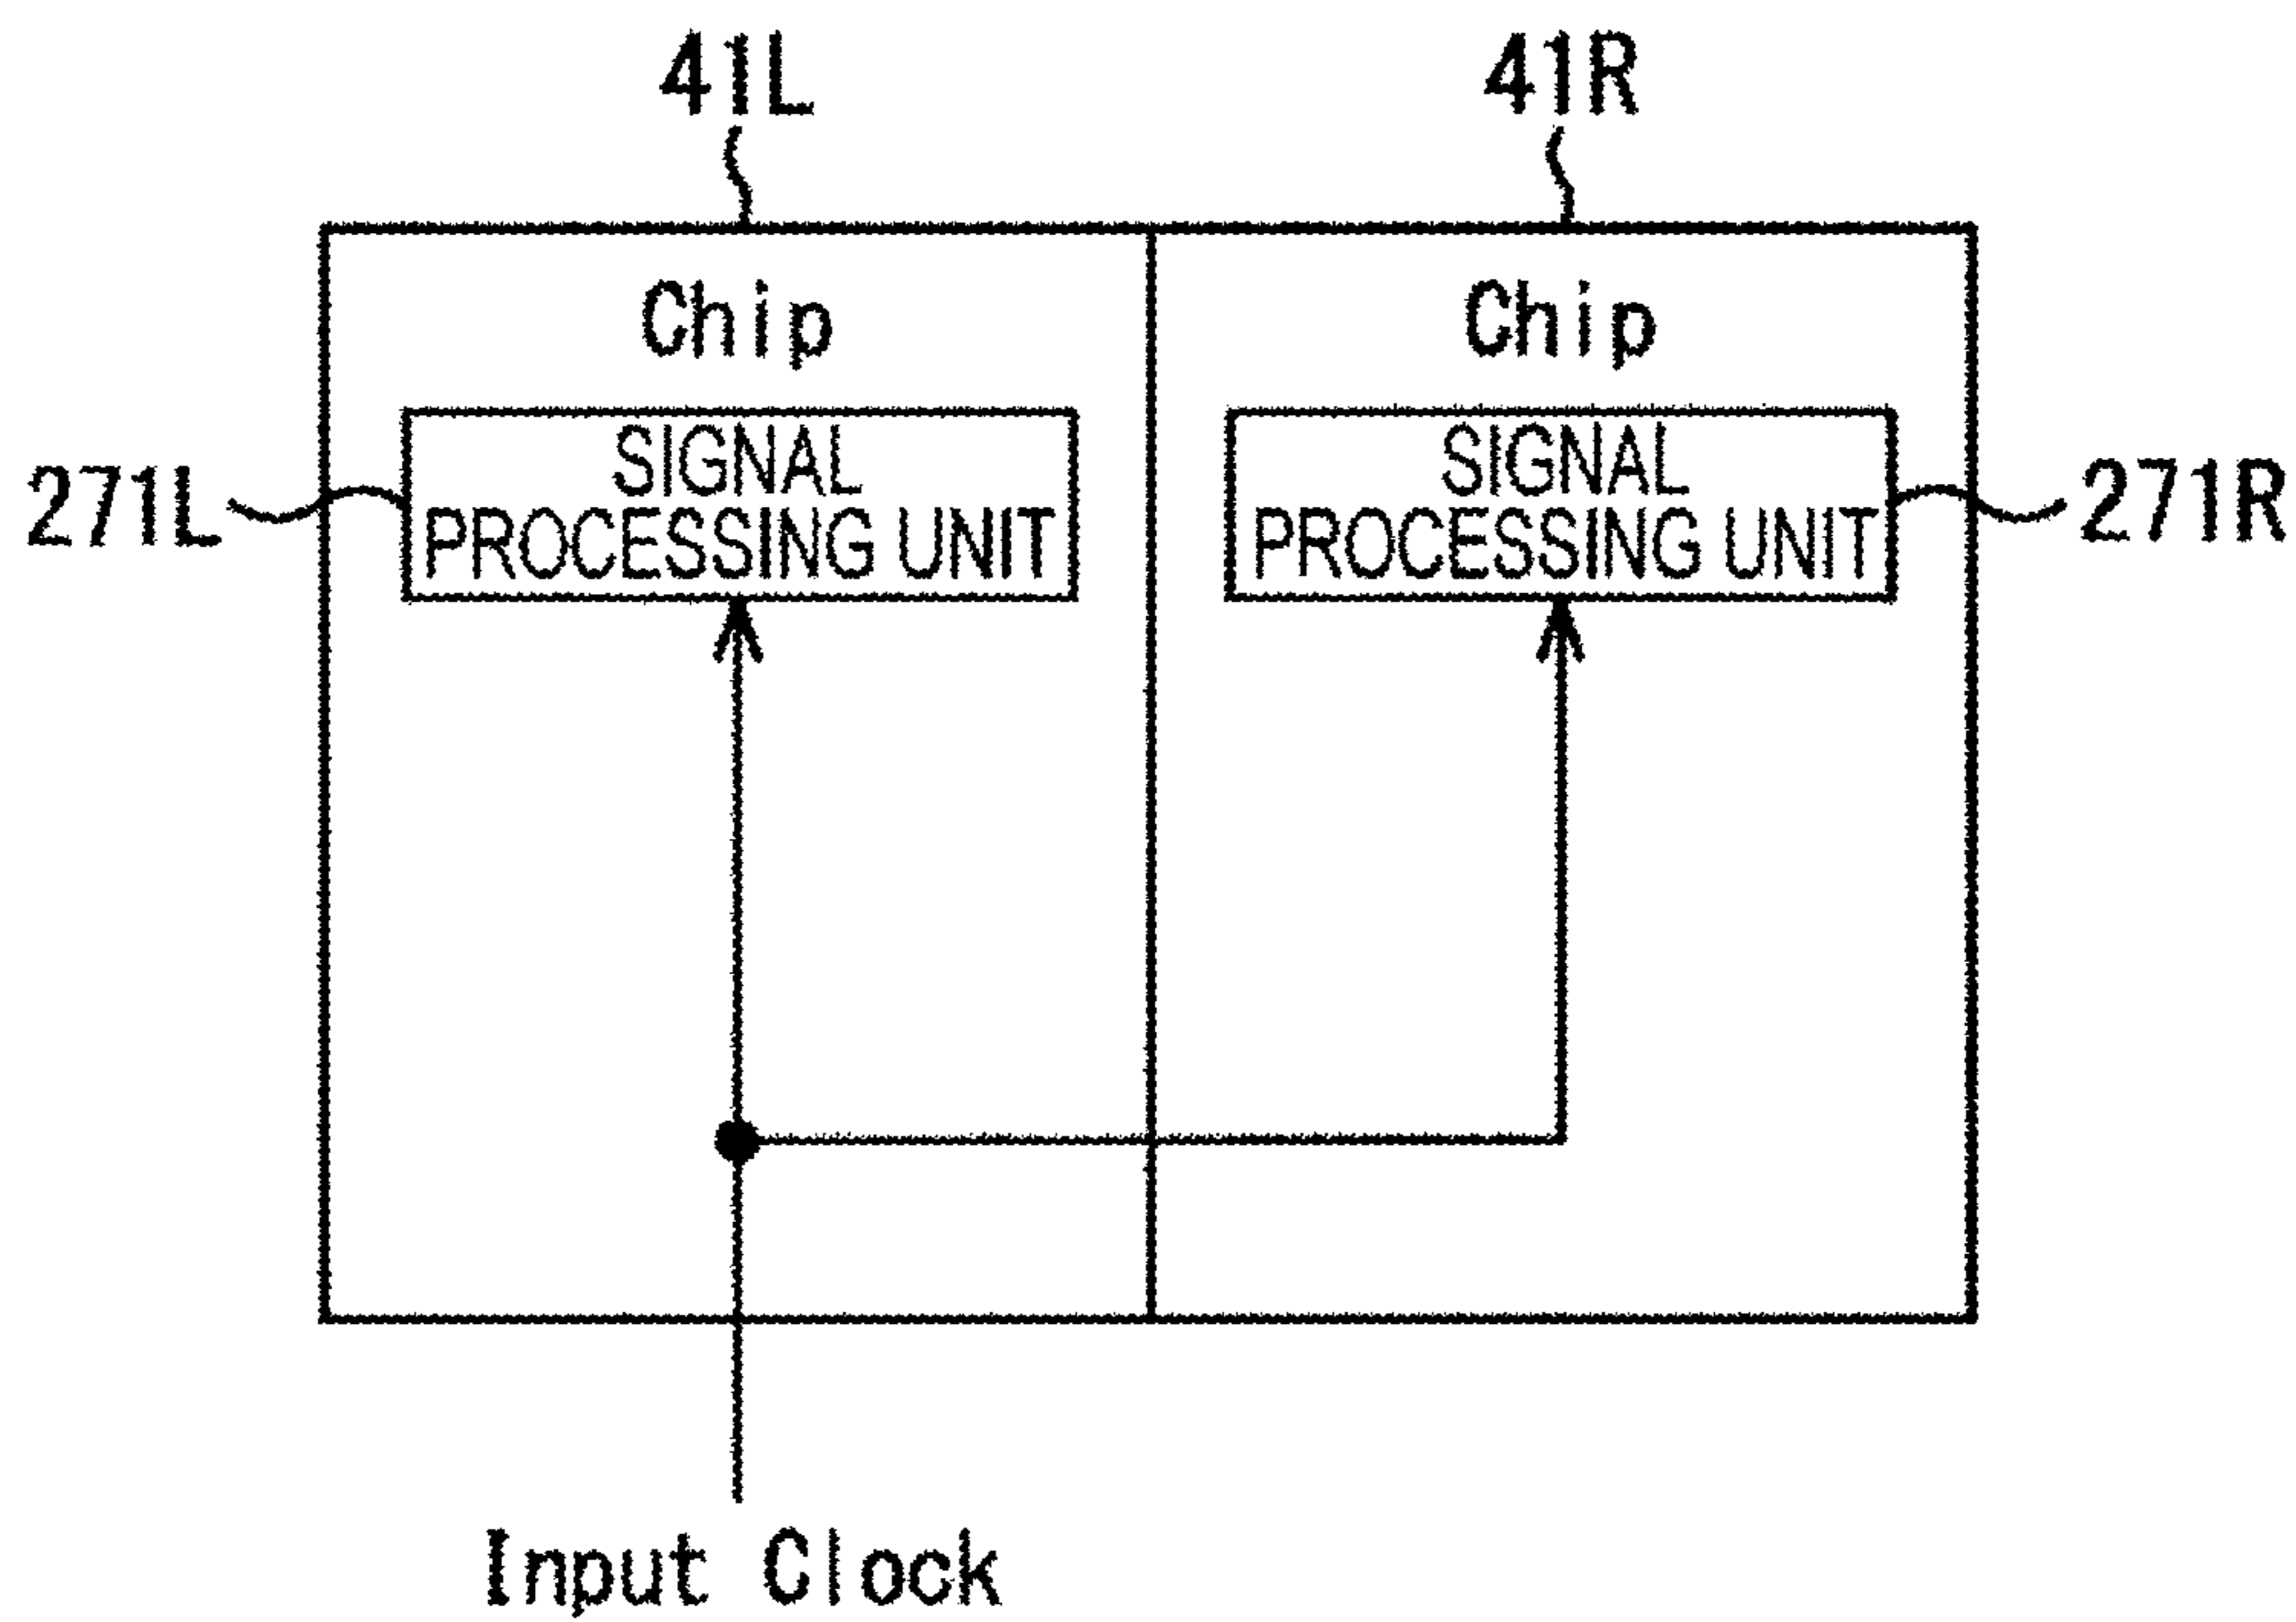 41L
41R
Chip
Chip
271L
SIGNAL
PROCESSING UNIT
SIGNAL
PROCESSING UNIT
271R
Input Clock